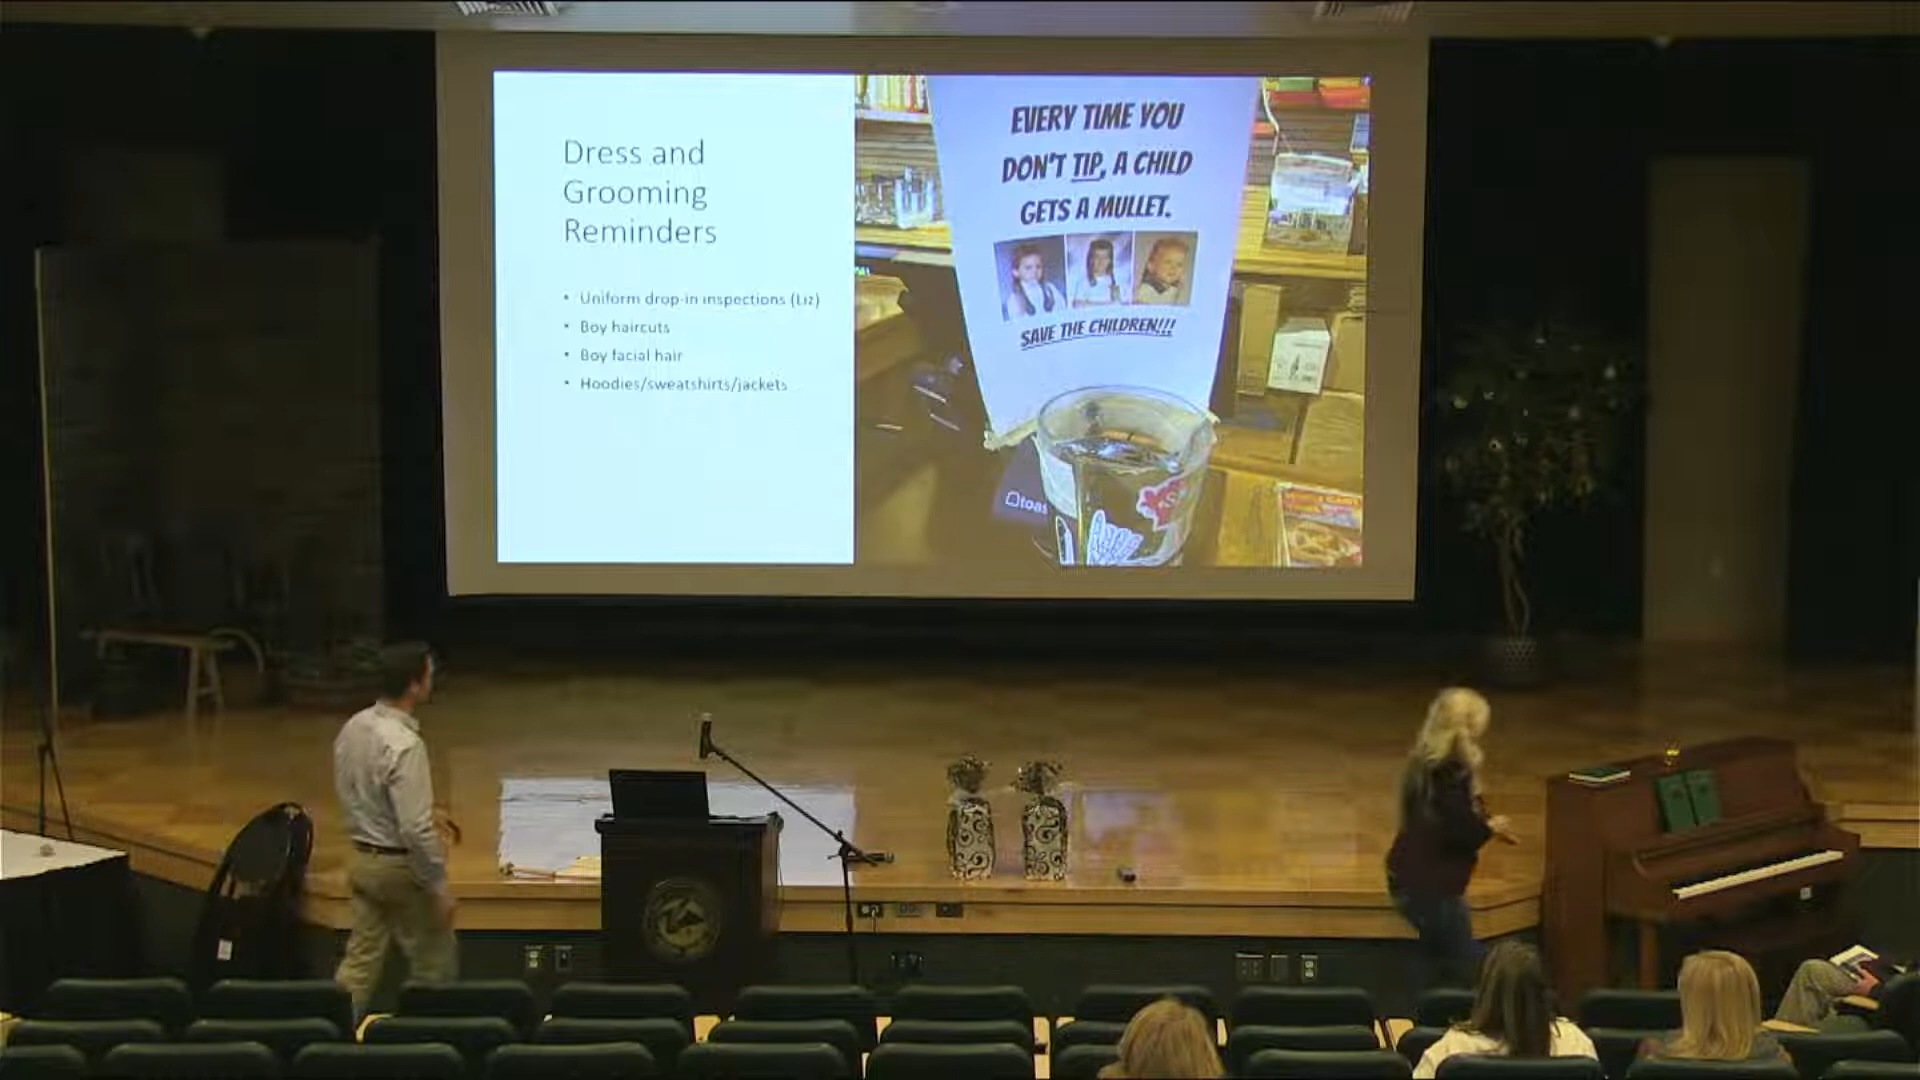 Dress and
Grooming
Reminders
• Uniform drop-in inspections (Liz)
• Boy haircuts
• Boy facial hair
• Hoodies/sweatshirts/jackets
EVERY TIME YOU
DON'T TIP, A CHILD
GETS A MULLET.
SAVE THE CHILDREN!!!
toas